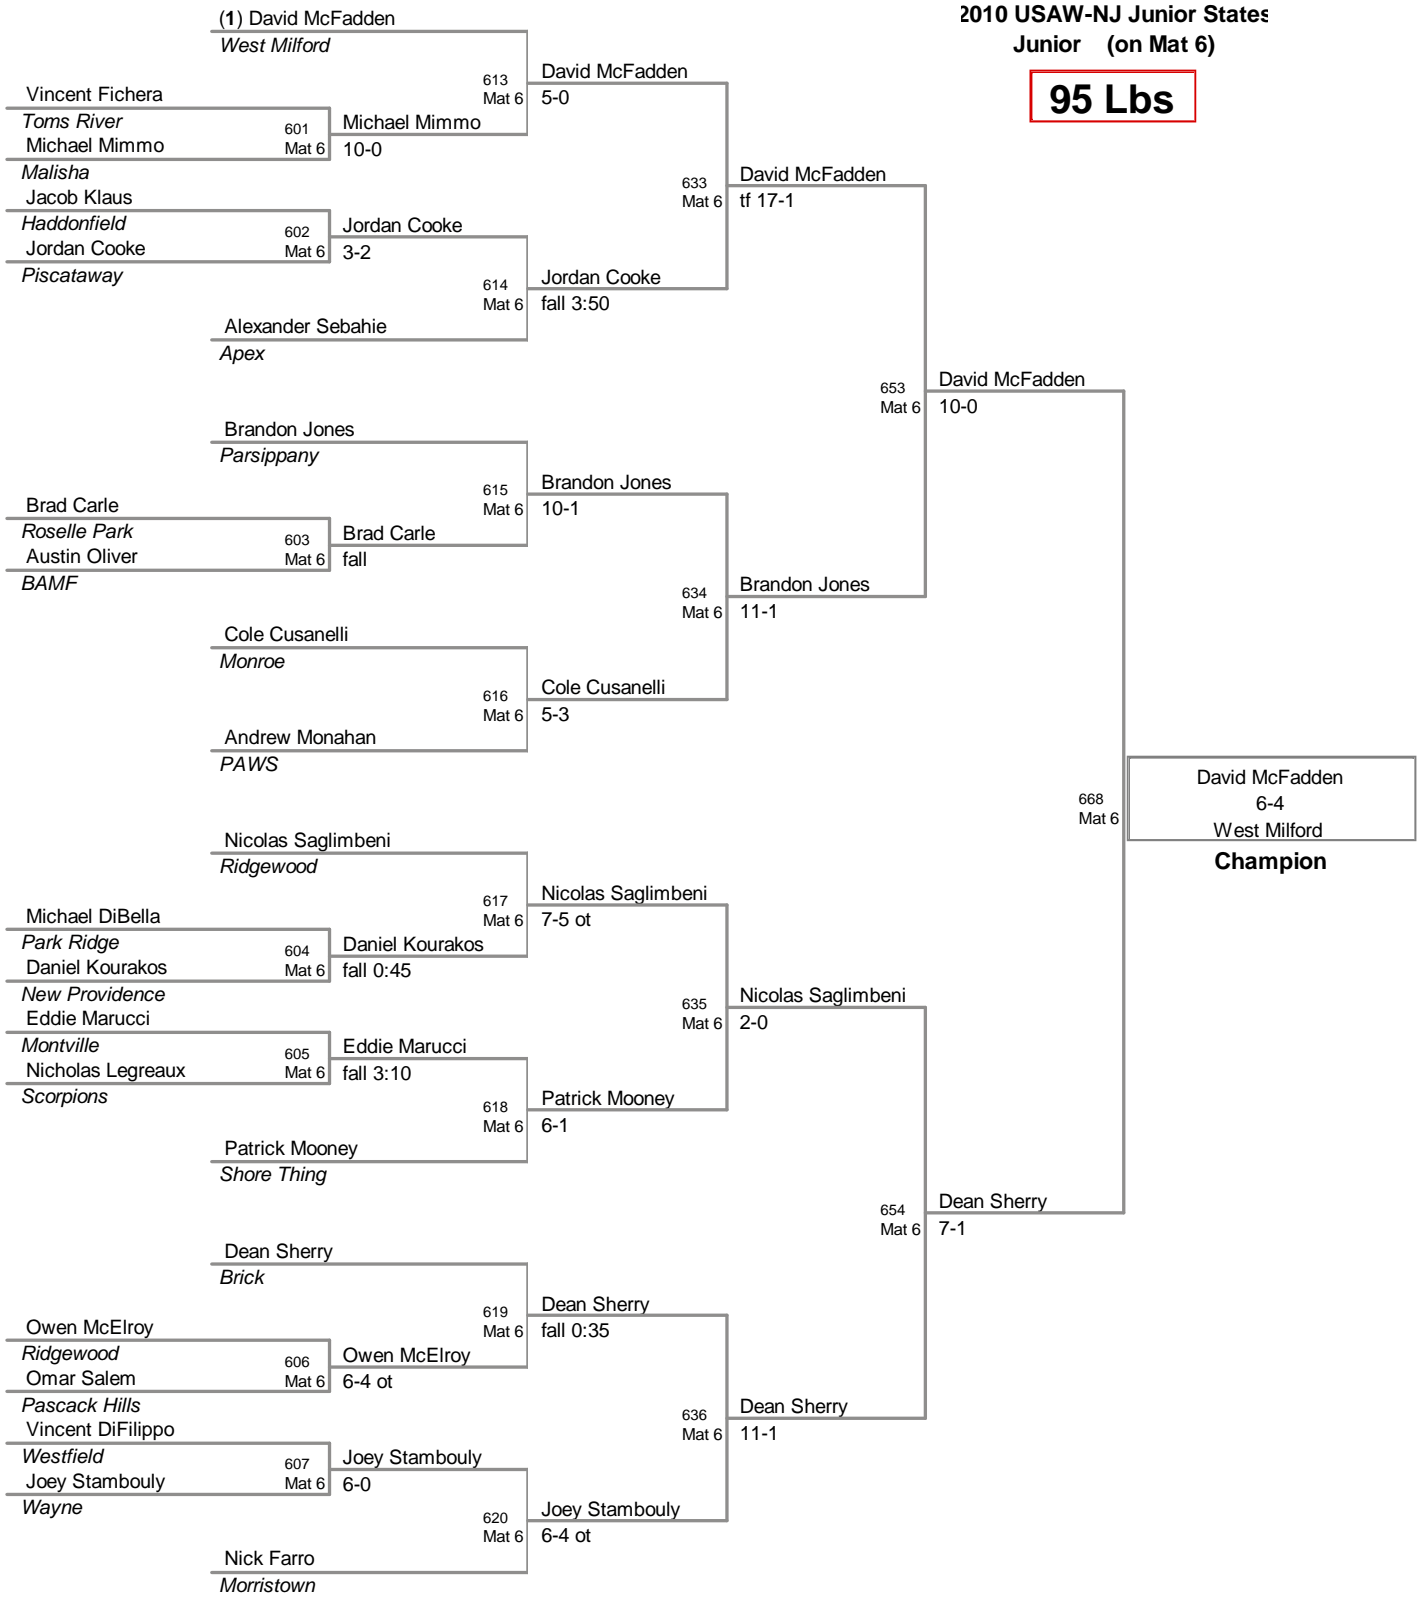 2010 USAW-NJ Junior States
Junior (on Mat 6)
95 Lbs
(1) David McFadden
West Milford
Vincent Fichera
Toms River
Michael Mimmo
Malisha
Jacob Klaus
Haddonfield
Jordan Cooke
Piscataway
Alexander Sebahie
Apex
Brandon Jones
Parsippany
Brad Carle
Roselle Park
Austin Oliver
BAMF
Cole Cusanelli
Monroe
Andrew Monahan
PAWS
Nicolas Saglimbeni
Ridgewood
Michael DiBella
Park Ridge
Daniel Kourakos
New Providence
Eddie Marucci
Montville
Nicholas Legreaux
Scorpions
Patrick Mooney
Shore Thing
Dean Sherry
Brick
Owen McElroy
Ridgewood
Omar Salem
Pascack Hills
Vincent DiFilippo
Westfield
Joey Stambouly
Wayne
Nick Farro
Morristown
601
Mat 6
Michael Mimmo
10-0
602
Mat 6
Jordan Cooke
3-2
603
Mat 6
Brad Carle
fall
604
Mat 6
Daniel Kourakos
fall 0:45
605
Mat 6
Eddie Marucci
fall 3:10
606
Mat 6
Owen McElroy
6-4 ot
607
Mat 6
Joey Stambouly
6-0
613
Mat 6
David McFadden
5-0
614
Mat 6
Jordan Cooke
fall 3:50
615
Mat 6
Brandon Jones
10-1
616
Mat 6
Cole Cusanelli
5-3
617
Mat 6
Nicolas Saglimbeni
7-5 ot
618
Mat 6
Patrick Mooney
6-1
619
Mat 6
Dean Sherry
fall 0:35
620
Mat 6
Joey Stambouly
6-4 ot
633
Mat 6
David McFadden
tf 17-1
634
Mat 6
Brandon Jones
11-1
635
Mat 6
Nicolas Saglimbeni
2-0
636
Mat 6
Dean Sherry
11-1
653
Mat 6
David McFadden
10-0
654
Mat 6
Dean Sherry
7-1
668
Mat 6
David McFadden
6-4
West Milford
Champion